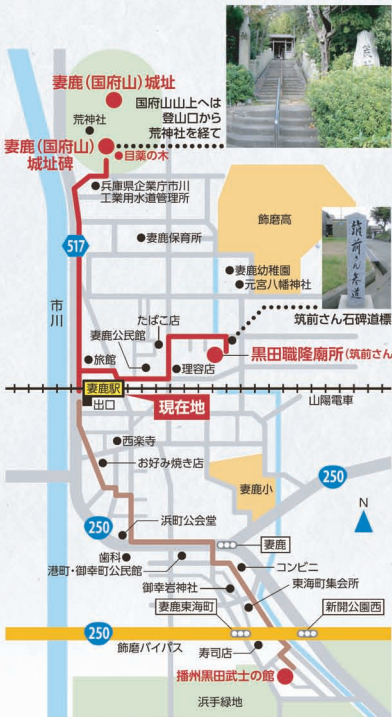 妻鹿(国府山)城址
国府山山上へは
登山口から
荒神社を経て
荒神社
妻鹿(国府山)
城址碑
目薬の木
兵庫県企業庁市川
工業用水道管理所
517
妻鹿保育所
飾磨高
筑前さん参道
妻鹿幼稚園
元宮八幡神社
市川
たばこ店
筑前さん石碑道標
妻鹿公民館
黒田職隆廟所(筑前さん
旅館
理容店
妻鹿駅
出口
現在地
山陽電車
西楽寺
お好み焼き店
250
妻鹿小
N
250
浜町公会堂
妻鹿
歯科
港町・御幸町公民館
コンビニ
御幸岩神社
東海町集会所
妻鹿東海町
新開公園西
250
飾磨バイパス
寿司店
播州黒田武士の館
浜手緑地